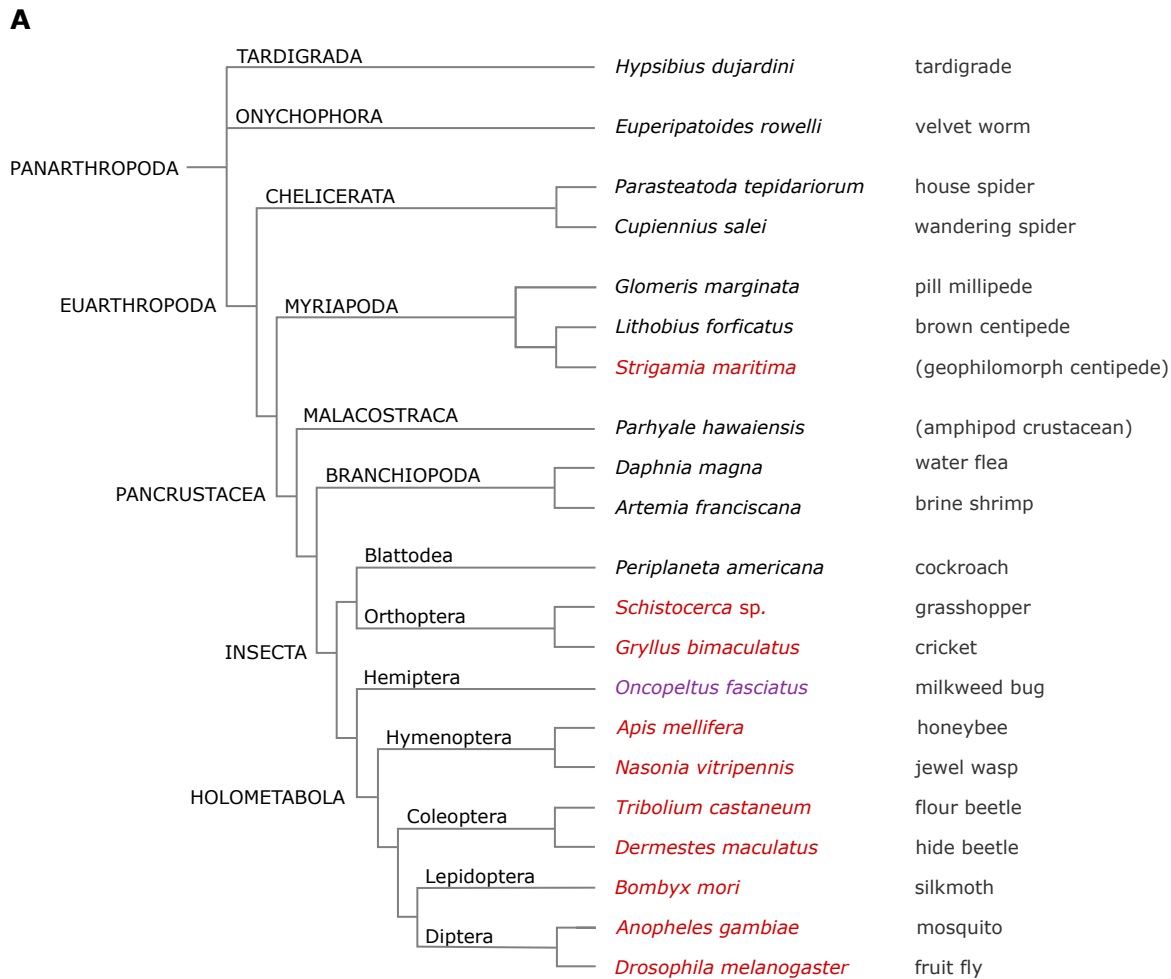 A
TARDIGRADA
Hypsibius dujardini tardigrade
ONYCHOPHORA
Euperipatoides rowelli velvet worm
PANARTHROPODA
CHELICERATA
Parasteatoda tepidariorum house spider
Cupiennius salei wandering spider
EUARTHROPODA
MYRIAPODA
Glomeris marginata pill millipede
Lithobius forficatus brown centipede
Strigamia maritima (geophilomorph centipede)
MALACOSTRACA
Parhyale hawaiensis (amphipod crustacean)
PANCRUSTACEA
BRANCHIOPODA
Daphnia magna water flea
Artemia franciscana brine shrimp
Blattodea
Periplaneta americana cockroach
Orthoptera
Schistocerca sp. grasshopper
Gryllus bimaculatus cricket
INSECTA
Hemiptera
Oncopeltus fasciatus milkweed bug
Hymenoptera
Apis mellifera honeybee
Nasonia vitripennis jewel wasp
HOLOMETABOLA
Coleoptera
Tribolium castaneum flour beetle
Dermestes maculatus hide beetle
Lepidoptera
Bombyx mori silkmoth
Diptera
Anopheles gambiae mosquito
Drosophila melanogaster fruit fly